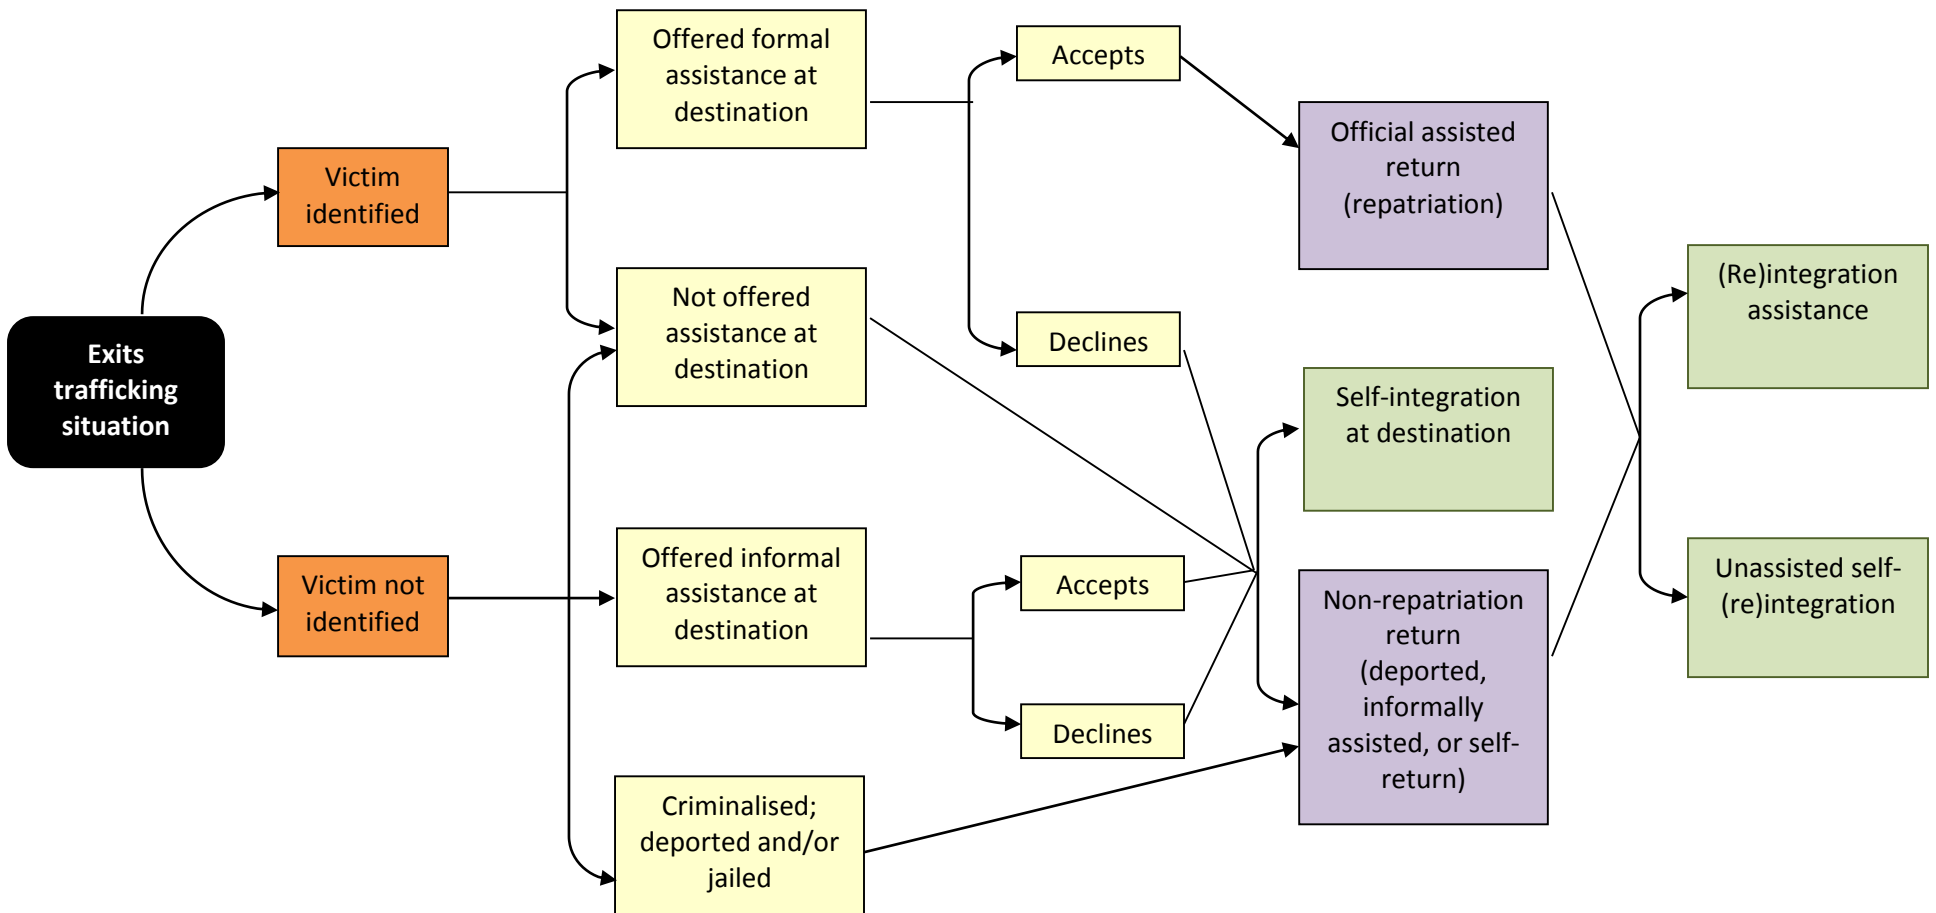 Exits
trafficking
situation
Victim
identified
Victim not
identified
Offered formal
assistance at
destination
Not offered
assistance at
destination
Offered informal
assistance at
destination
Criminalised;
deported and/or
jailed
Accepts
Declines
Accepts
Declines
Official assisted
return
(repatriation)
Self-integration
at destination
Non-repatriation
return
(deported,
informally
assisted, or self-
return)
(Re)integration
assistance
Unassisted self-
(re)integration